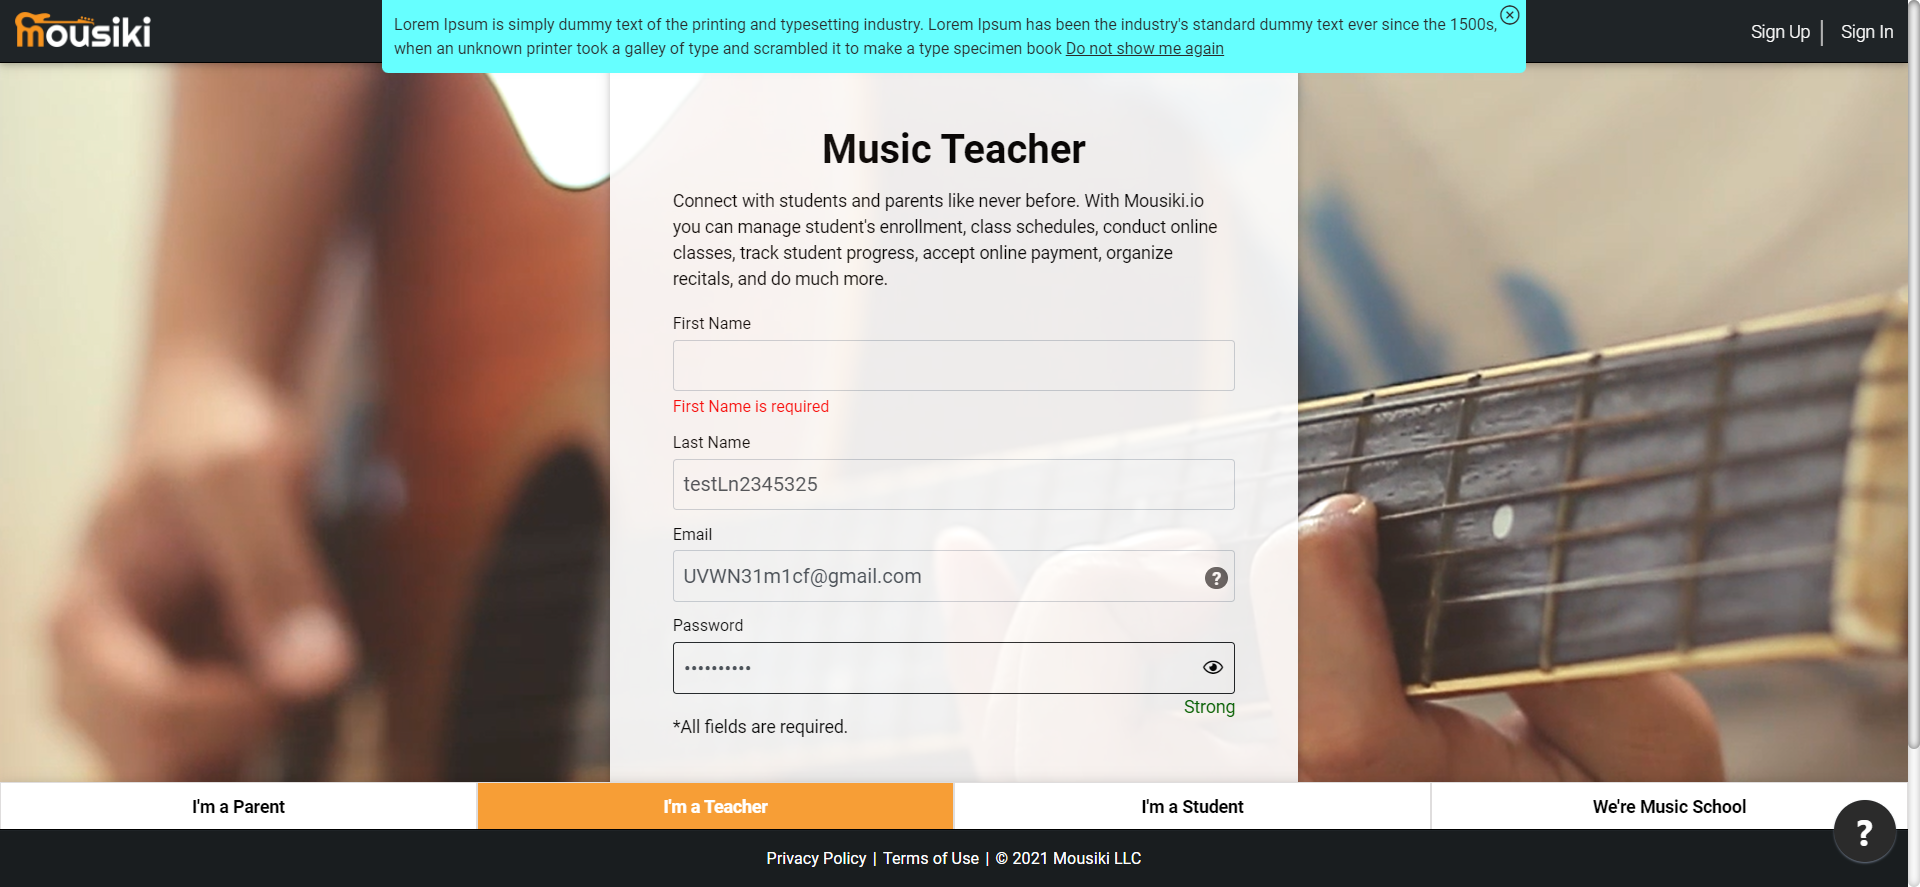 mousiki
Lorem Ipsum is simply dummy text of the printing and typesetting industry. Lorem Ipsum has been the industry's standard dummy text ever since the 1500s,
when an unknown printer took a galley of type and scrambled it to make a type specimen book Do not show me again
Sign Up | Sign In
Music Teacher
Connect with students and parents like never before. With Mousiki.io
you can manage student's enrollment, class schedules, conduct online
classes, track student progress, accept online payment, organize
recitals, and do much more.
First Name
First Name is required
Last Name
testLn2345325
Email
UVWN31m1cf@gmail.com
?
Password
••••••••••
Strong
*All fields are required.
I'm a Parent
I'm a Teacher
I'm a Student
We're Music School
?
Privacy Policy | Terms of Use | © 2021 Mousiki LLC